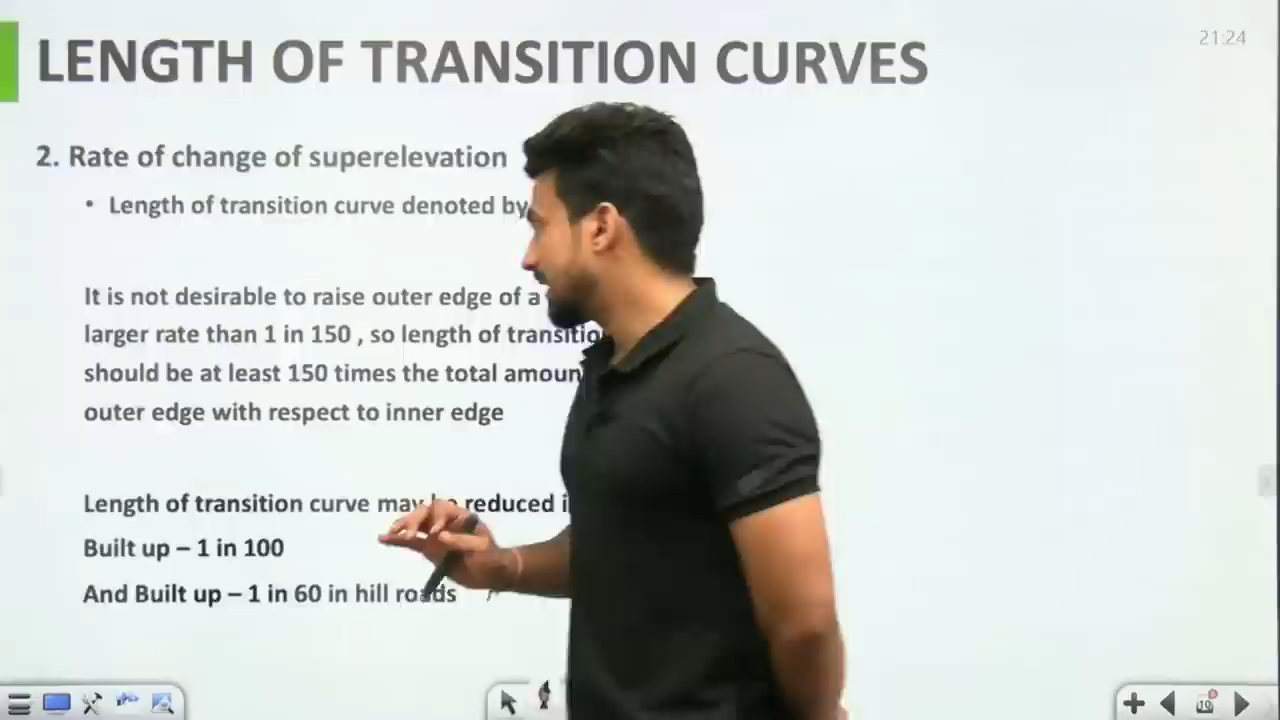 LENGTH OF TRANSITION CURVES
21:24
2. Rate of change of superelevation
• Length of transition curve denoted by
It is not desirable to raise outer edge of a
larger rate than 1 in 150 , so length of
should be at least 150 times the total
outer edge with respect to inner edge
Length of transition curve may be reduced
Built up – 1 in 100
And Built up – 1 in 60 in hill roads